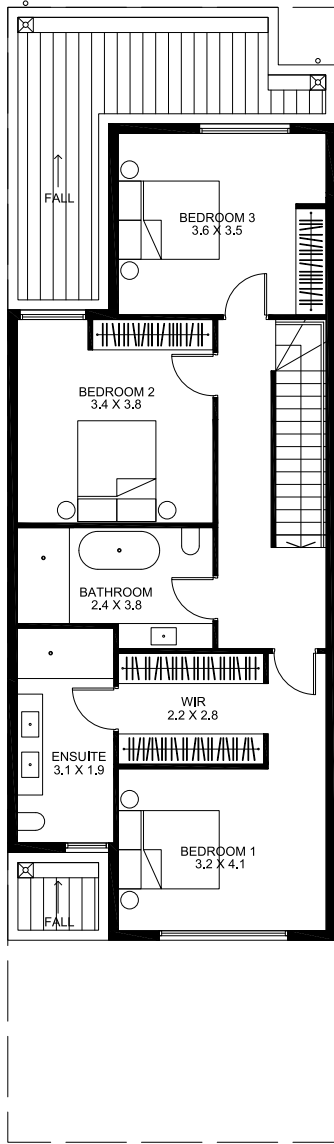 FALL
BEDROOM 3
3.6 X 3.5
BEDROOM 2
3.4 X 3.8
BATHROOM
2.4 X 3.8
WIR
2.2 X 2.8
ENSUITE
3.1 X 1.9
BEDROOM 1
3.2 X 4.1
FALL